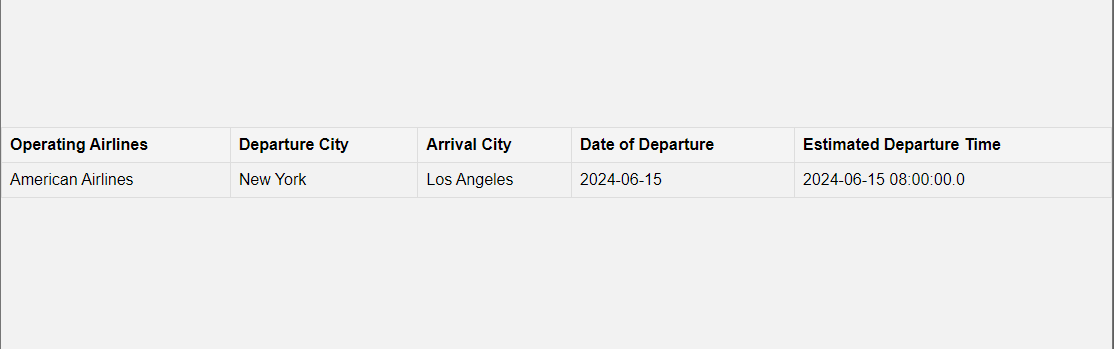 Operating Airlines Departure City Arrival City Date of Departure Estimated Departure Time
American Airlines New York Los Angeles 2024-06-15 2024-06-15 08:00:00.0